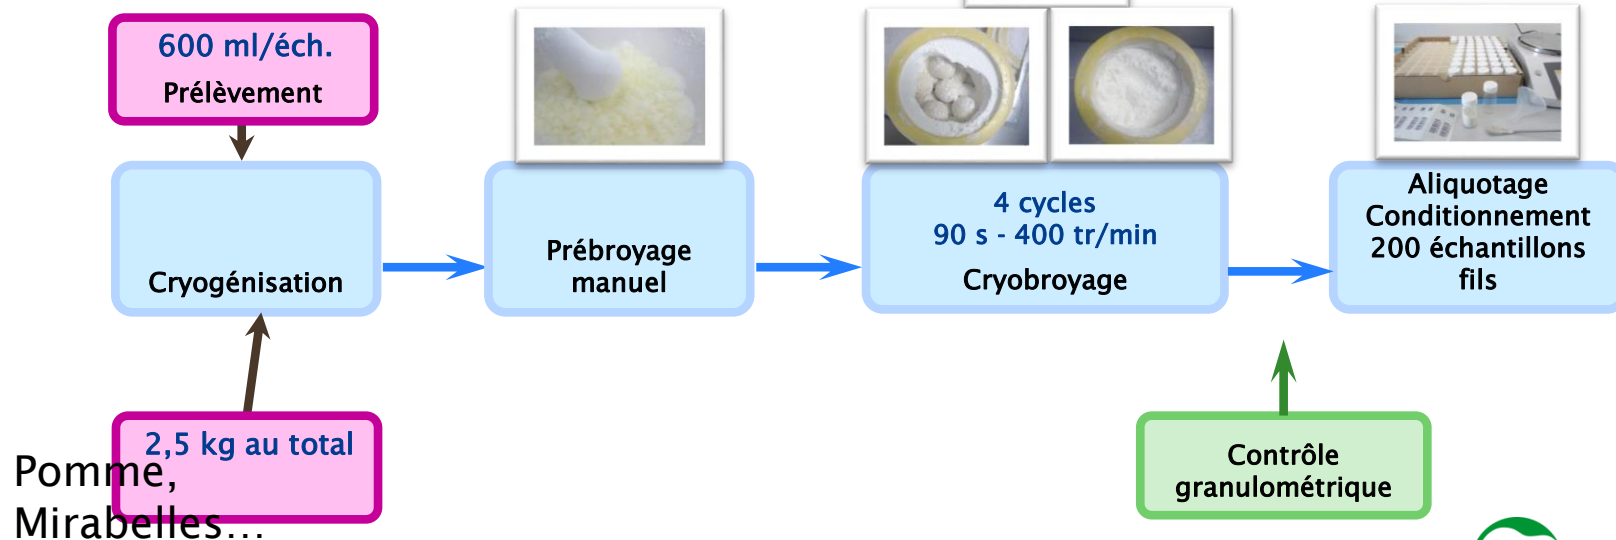 600 ml/éch.
Prélèvement
Cryogénisation
Prébroyage
manuel
4 cycles
90 s - 400 tr/min
Cryobroyage
Aliquotage
Conditionnement
200 échantillons
fils
2,5 kg au total
Pomme,
Mirabelles...
Contrôle
granulométrique